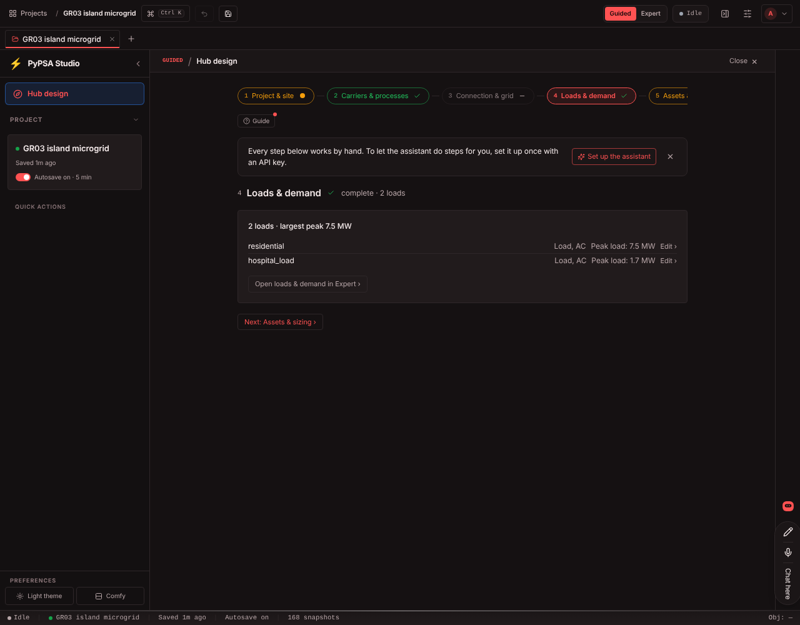 Projects / GR03 island microgrid Ctrl K Guided Expert Idle A
GR03 island microgrid × +
PyPSA Studio
GUIDED / Hub design Close ×
Hub design
1 Project & site 2 Carriers & processes 3 Connection & grid 4 Loads & demand 5 Assets
PROJECT
Guide
GR03 island microgrid
Saved 1m ago
Autosave on · 5 min
Every step below works by hand. To let the assistant do steps for you, set it up once with
an API key.
Set up the assistant
QUICK ACTIONS
4 Loads & demand complete · 2 loads
2 loads · largest peak 7.5 MW
residential Load, AC Peak load: 7.5 MW Edit ›
hospital_load Load, AC Peak load: 1.7 MW Edit ›
Open loads & demand in Expert ›
Next: Assets & sizing ›
Chat here
PREFERENCES
Light theme Comfy
Idle · GR03 island microgrid · Saved 1m ago · Autosave on · 168 snapshots Obj: —